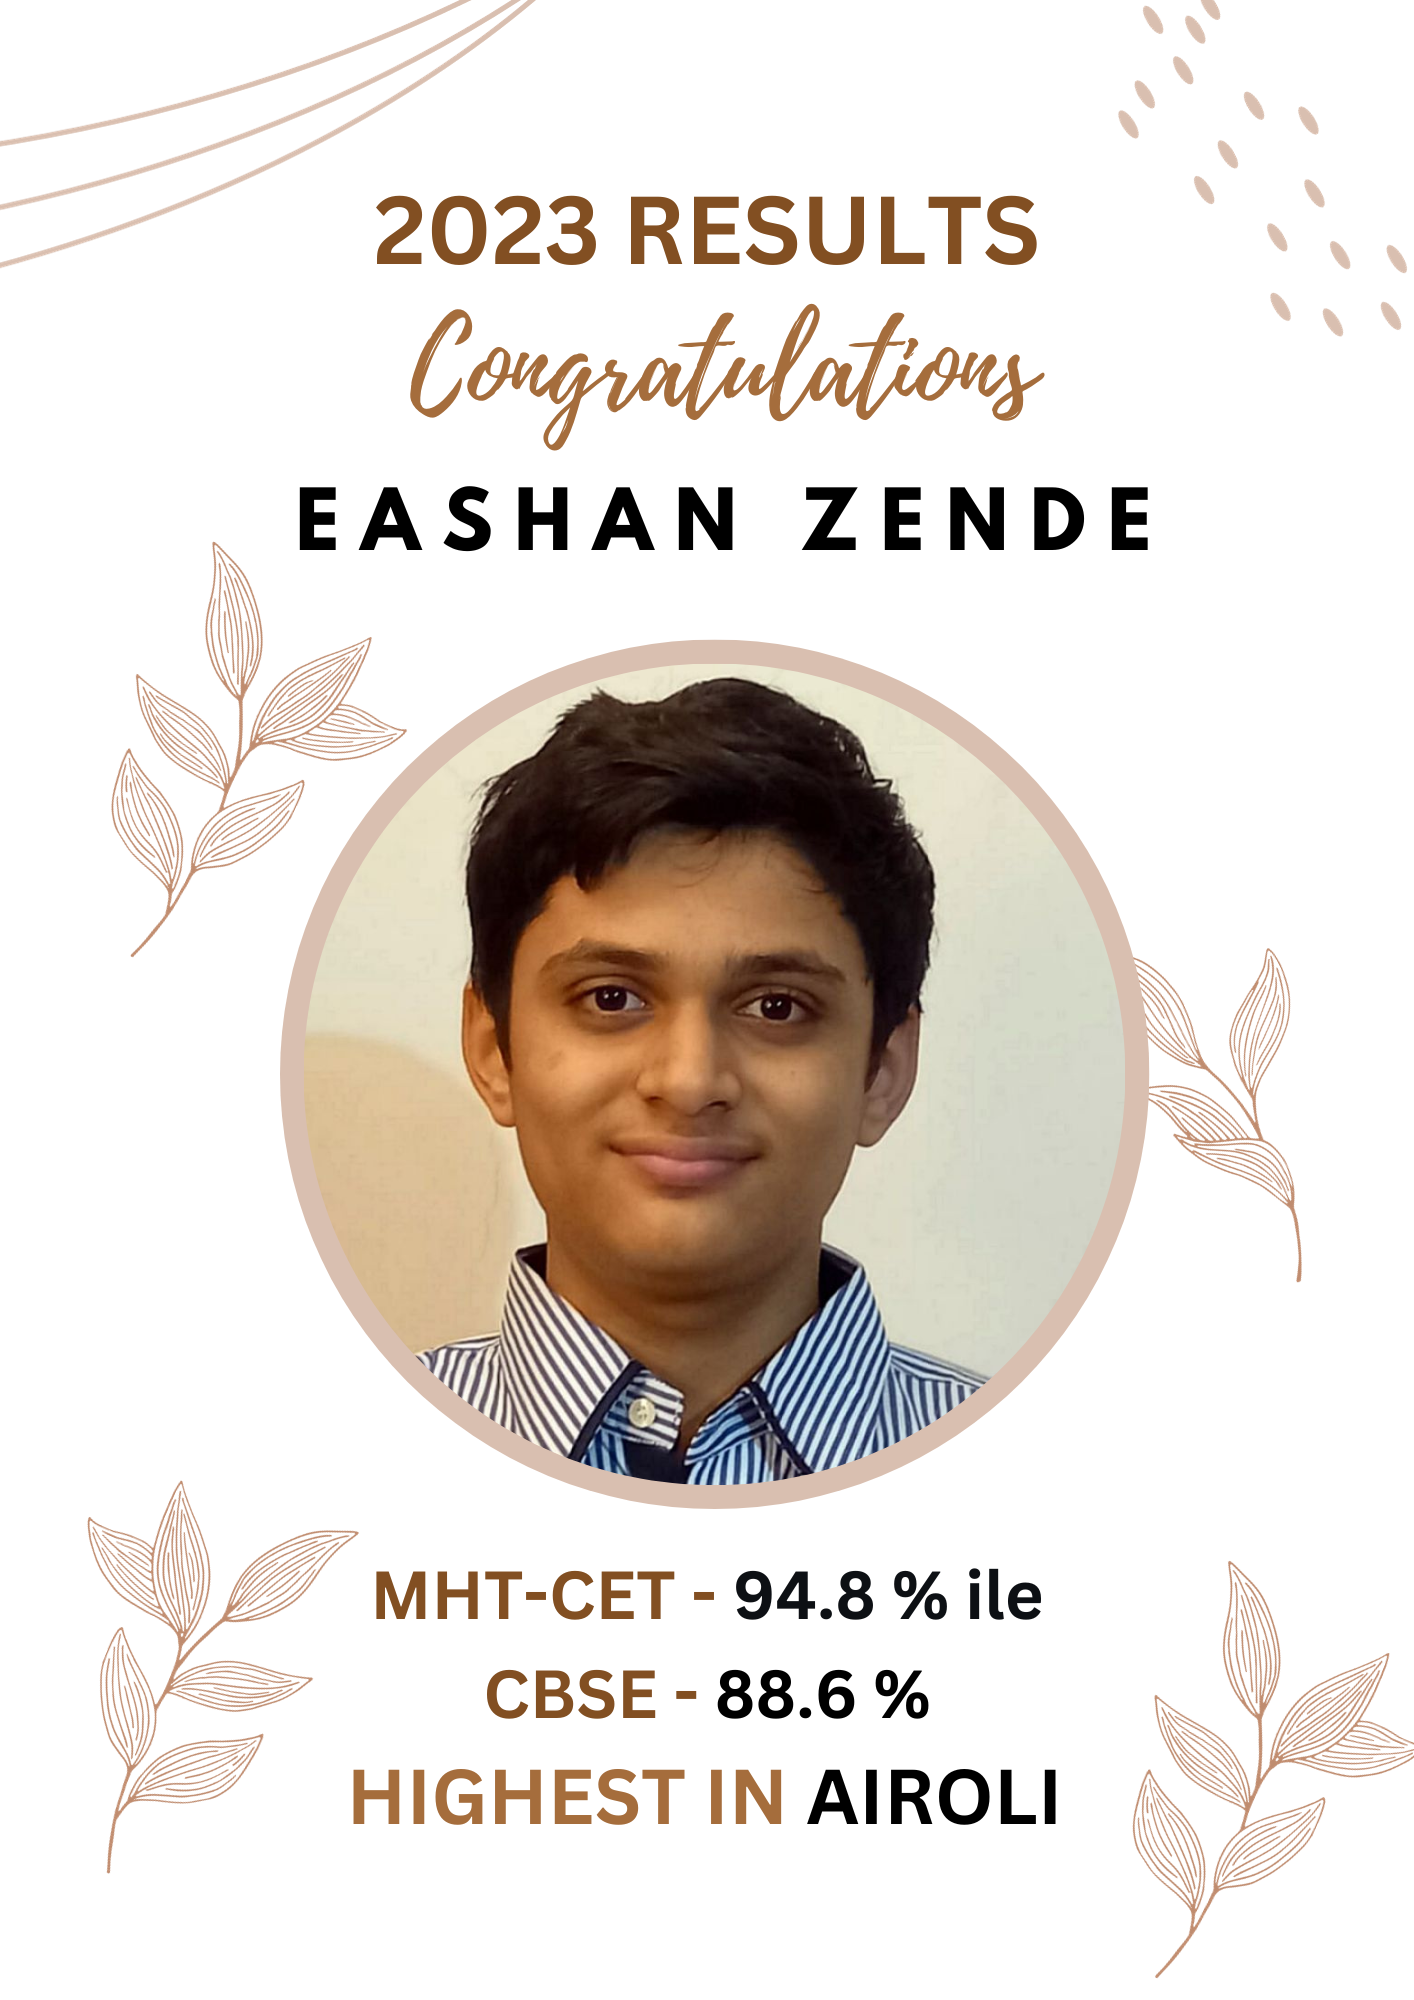 2023 RESULTS
Congratulations
EASHAN ZENDE
MHT-CET - 94.8 % ile
CBSE - 88.6 %
HIGHEST IN AIROLI